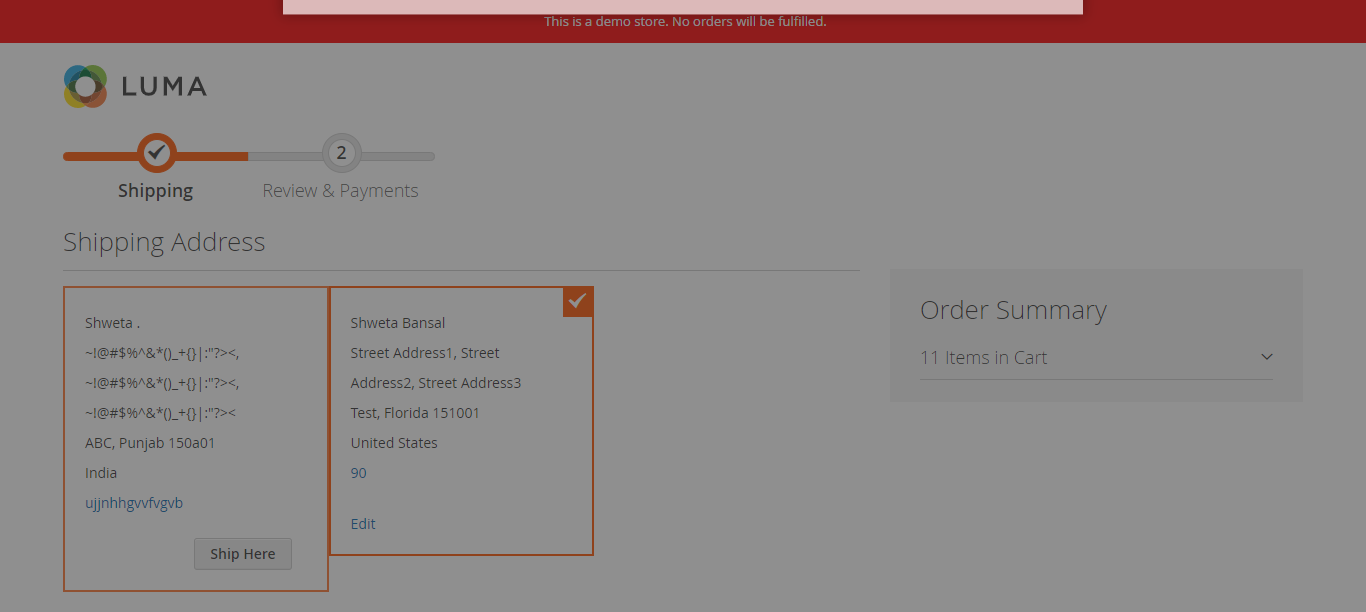 This is a demo store. No orders will be fulfilled.
LUMA
2
Shipping
Review & Payments
Shipping Address
Shweta .
~!@#$%^&*()_+{}|:"?><,
~!@#$%^&*()_+{}|:"?><,
~!@#$%^&*()_+{}|:"?><
ABC, Punjab 150a01
India
ujjnhhgvvfvgvb
Ship Here
Shweta Bansal
Street Address1, Street
Address2, Street Address3
Test, Florida 151001
United States
90
Edit
Order Summary
11 Items in Cart